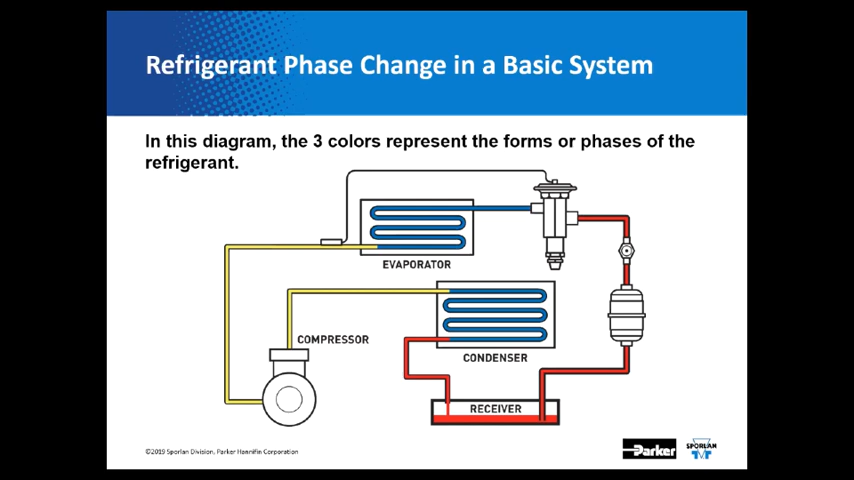 Refrigerant Phase Change in a Basic System
In this diagram, the 3 colors represent the forms or phases of the
refrigerant.
EVAPORATOR
COMPRESSOR
CONDENSER
RECEIVER
©2019 Sporlan Division, Parker Hannifin Corporation
Parker
SPORLAN